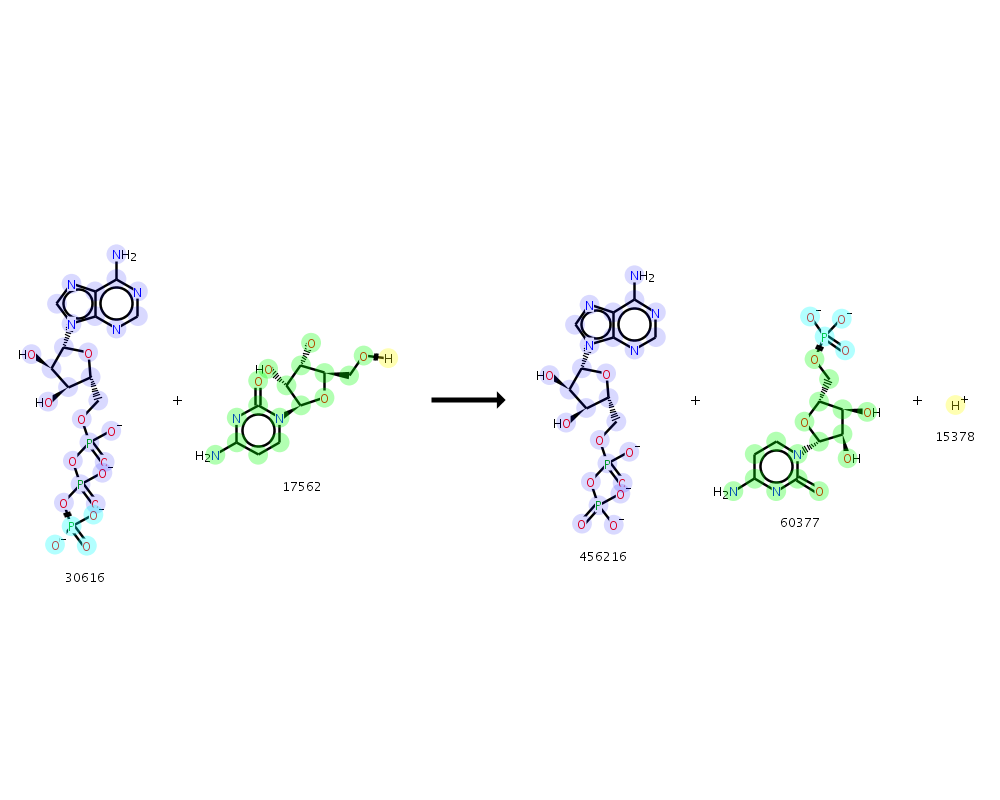 NH2
N
N
N
N
O
HO
HO
O
P
O-
O
O
O-
P
O
O
O-
P
O-
O
30616
+
O
HO
O
H
O
O
N
N
H2N
17562
NH2
N
N
N
N
O
HO
HO
O
P
O-
O
O
O-
P
O
O-
456216
+
O-
O-
P
O
O
O
OH
OH
N
N
O
H2N
60377
+
H+
15378